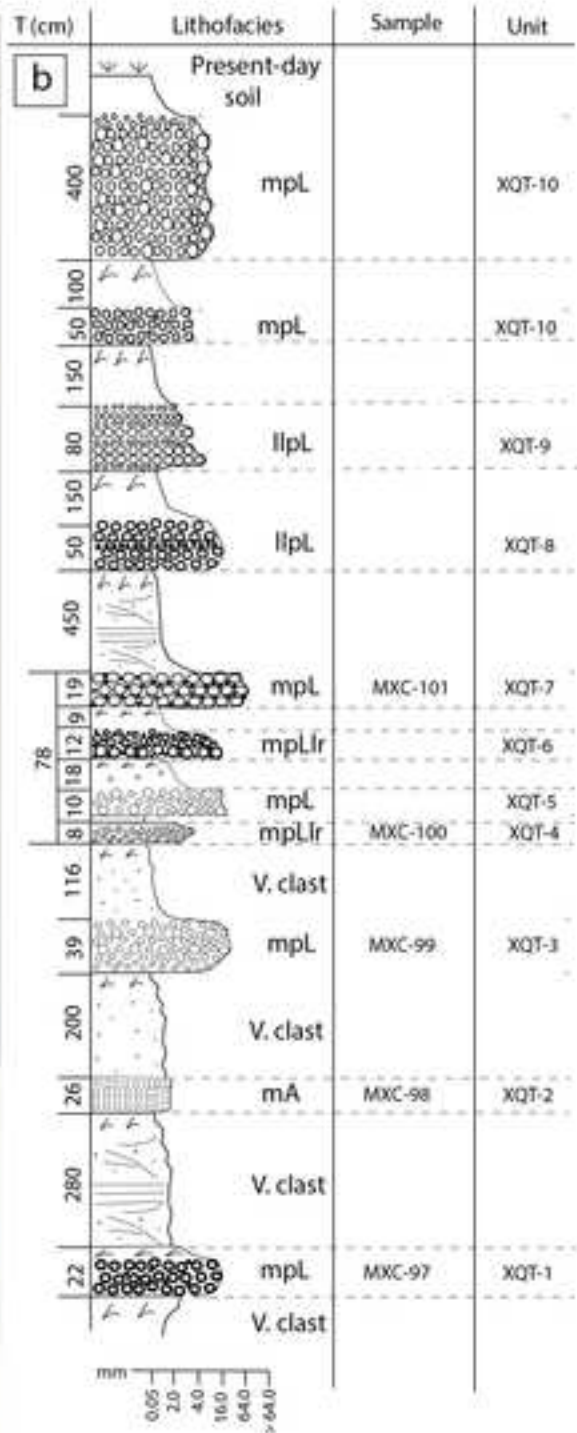 T (cm) Lithofacies Sample Unit
b
Present-day
soil
400 mpL XQT-10
100
50 mpL XQT-10
150
80 llpL XQT-9
150
50 llpL XQT-8
450
19 mpL MXC-101 XQT-7
9
78
12 mpLlr XQT-6
18
10 mpL XQT-5
8 mpLlr MXC-100 XQT-4
116 V. clast
39 mpL MXC-99 XQT-3
200 V. clast
26 mA MXC-98 XQT-2
280 V. clast
22 mpL MXC-97 XQT-1
V. clast
mm
0.05 2.0 4.0 16.0 64.0 > 64.0